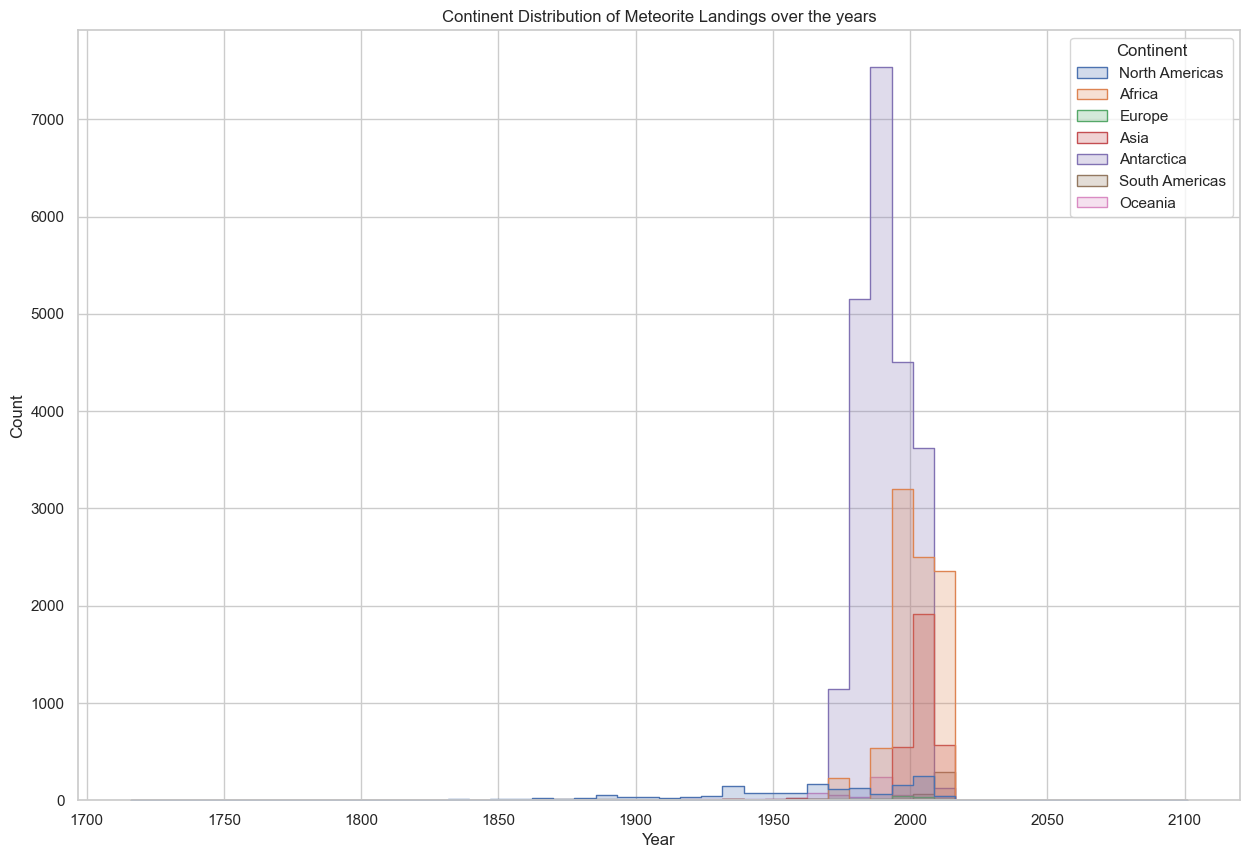 Continent Distribution of Meteorite Landings over the years
Continent
North Americas
Africa
Europe
Asia
Antarctica
South Americas
Oceania
Count
7000
6000
5000
4000
3000
2000
1000
0
1700 1750 1800 1850 1900 1950 2000 2050 2100
Year